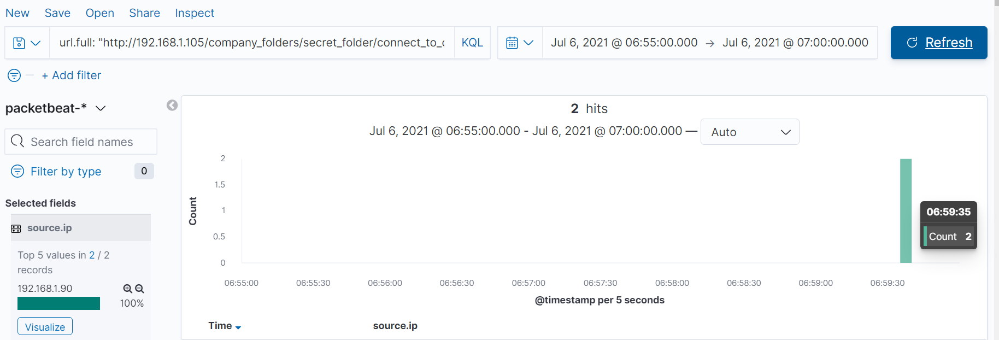 New Save Open Share Inspect
url.full: "http://192.168.1.105/company_folders/secret_folder/connect_to_c KQL Jul 6, 2021 @ 06:55:00.000 → Jul 6, 2021 @ 07:00:00.000 Refresh
+ Add filter
packetbeat-*
2 hits
Jul 6, 2021 @ 06:55:00.000 - Jul 6, 2021 @ 07:00:00.000 — Auto
Search field names
Filter by type 0
Selected fields
source.ip
Top 5 values in 2 / 2
records
192.168.1.90
100%
Visualize
Count
2
1.5
1
0.5
0
06:59:35
Count 2
06:55:00 06:55:30 06:56:00 06:56:30 06:57:00 06:57:30 06:58:00 06:58:30 06:59:00 06:59:30
@timestamp per 5 seconds
Time source.ip